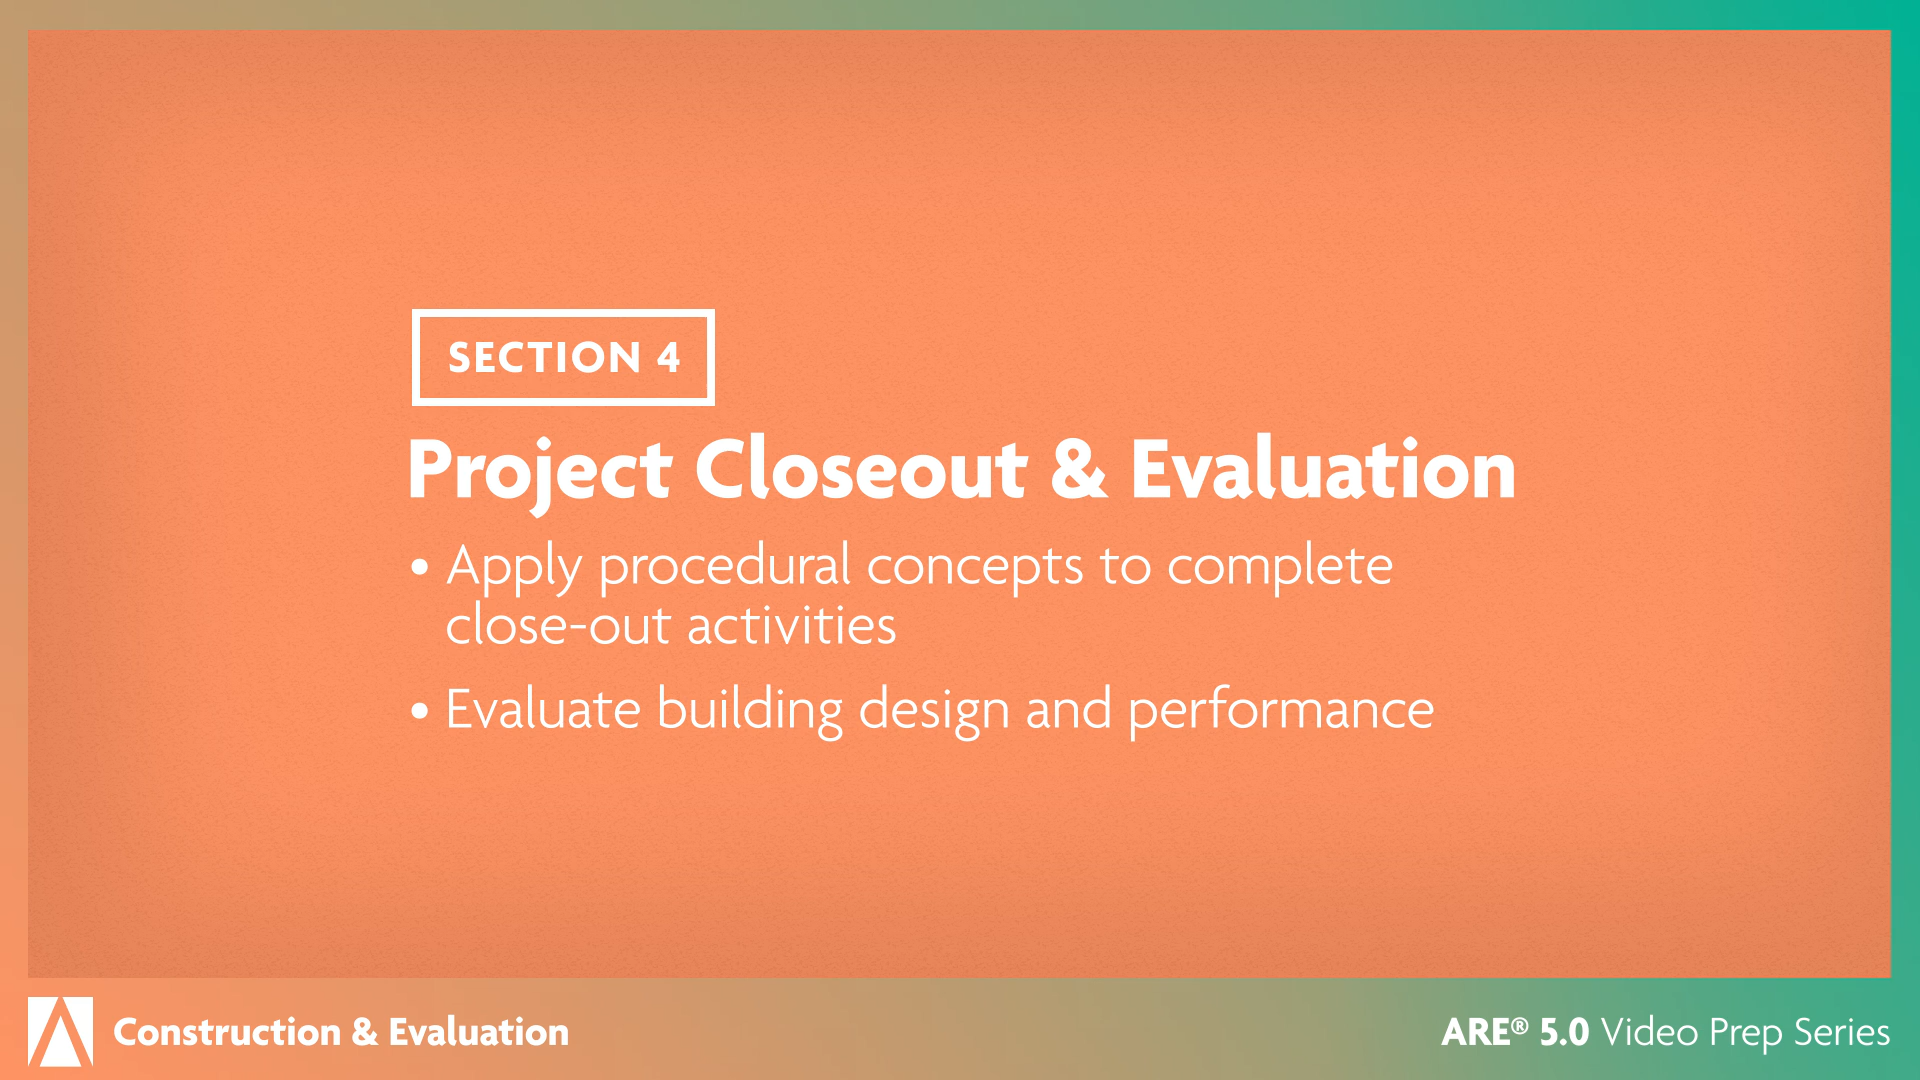 SECTION 4
Project Closeout & Evaluation
• Apply procedural concepts to complete
close-out activities
• Evaluate building design and performance
Construction & Evaluation
ARE® 5.0 Video Prep Series